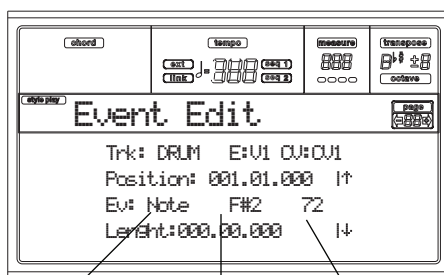 chord tempo measure transpose
ext seq 1
link seq 2
octave
style play Event Edit page
Trk: DRUM E:V1 CV:CV1
Position: 001.01.000
Ev: Note F#2 72
Lenght:000.00.000